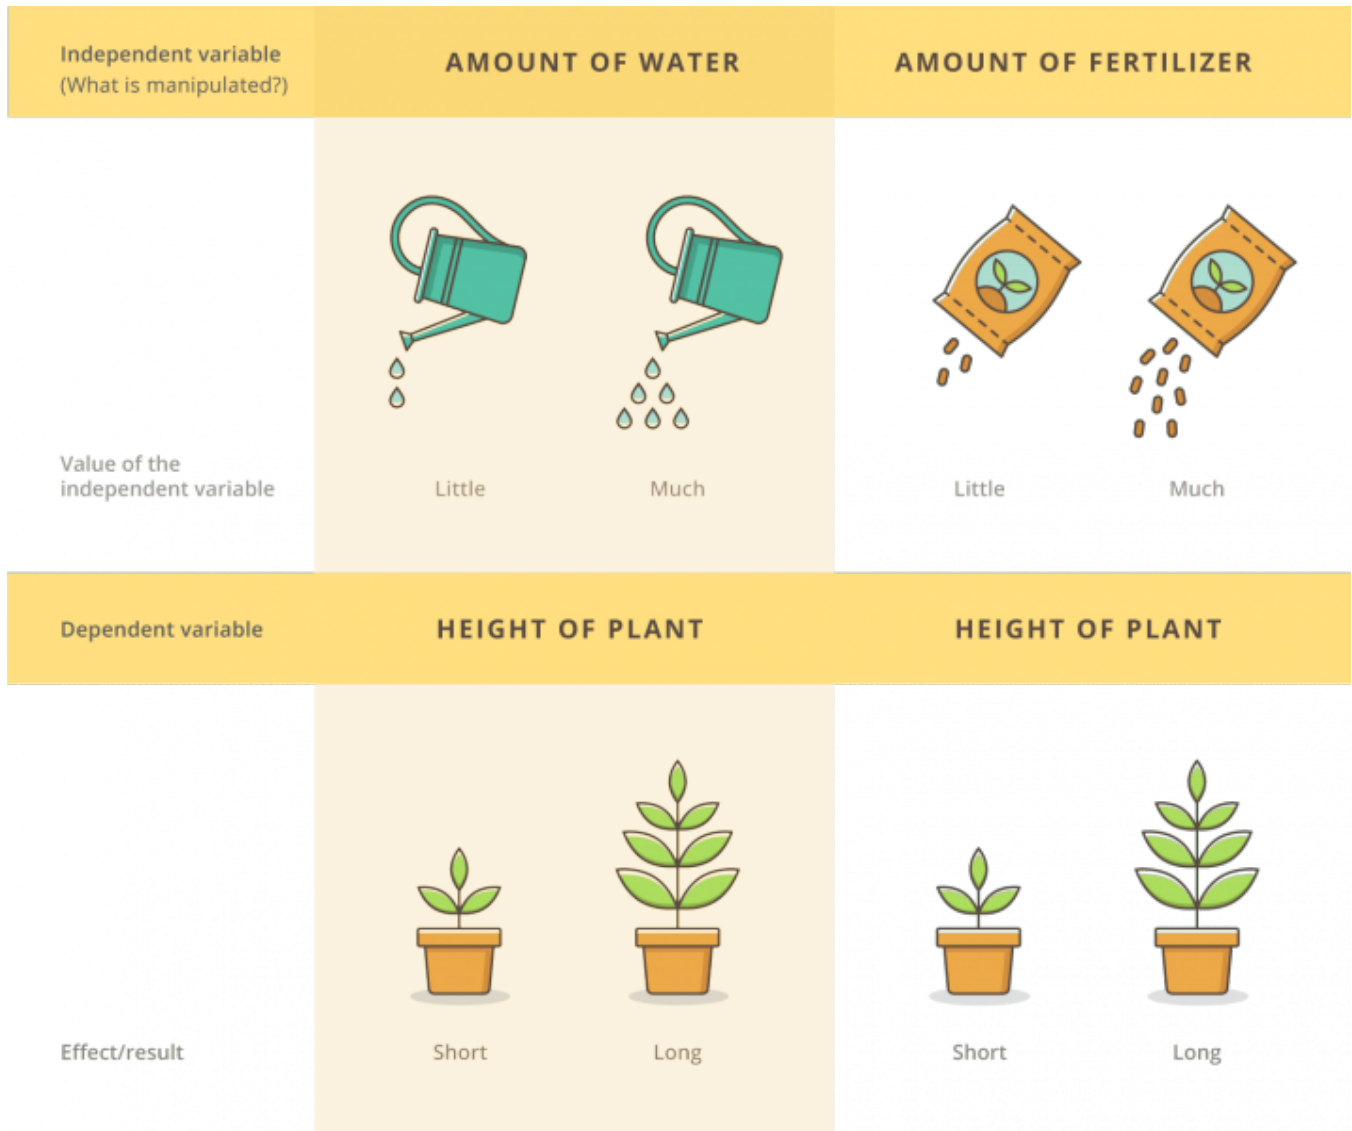 Independent variable
(What is manipulated?)
AMOUNT OF WATER
AMOUNT OF FERTILIZER
Value of the
independent variable
Little
Much
Little
Much
Dependent variable
HEIGHT OF PLANT
HEIGHT OF PLANT
Effect/result
Short
Long
Short
Long